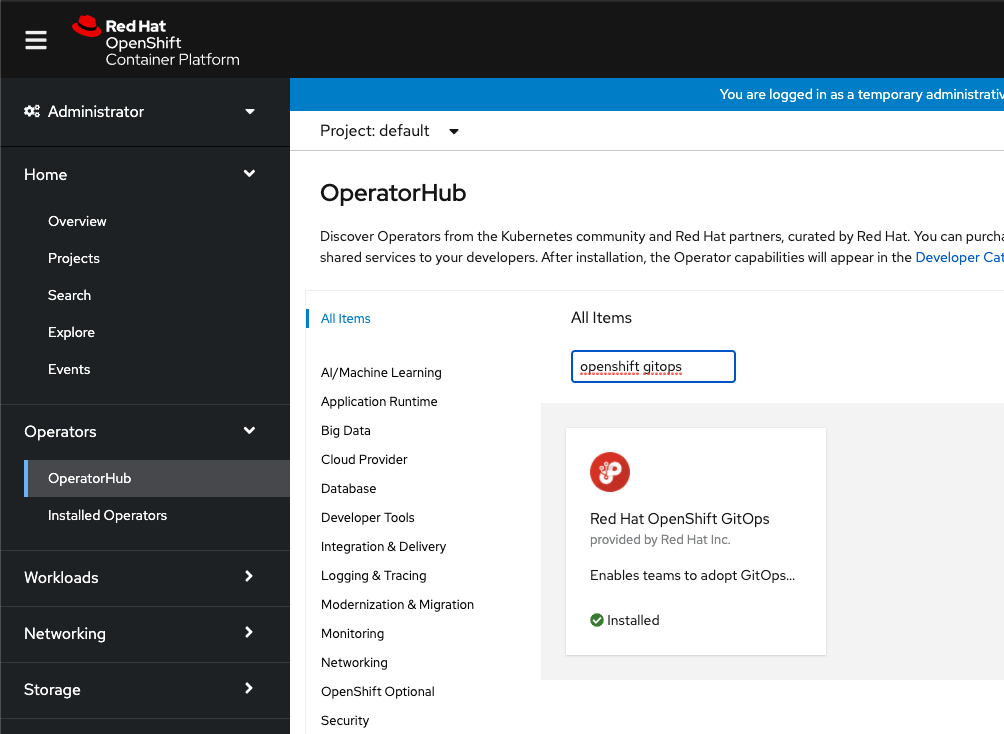 Red Hat
OpenShift
Container Platform
Administrator
Home
Overview
Projects
Search
Explore
Events
Operators
OperatorHub
Installed Operators
Workloads
Networking
Storage
You are logged in as a temporary administrativ
Project: default
OperatorHub
Discover Operators from the Kubernetes community and Red Hat partners, curated by Red Hat. You can purcha
shared services to your developers. After installation, the Operator capabilities will appear in the Developer Cat
All Items
AI/Machine Learning
Application Runtime
Big Data
Cloud Provider
Database
Developer Tools
Integration & Delivery
Logging & Tracing
Modernization & Migration
Monitoring
Networking
OpenShift Optional
Security
All Items
openshift gitops
Red Hat OpenShift GitOps
provided by Red Hat Inc.
Enables teams to adopt GitOps...
Installed